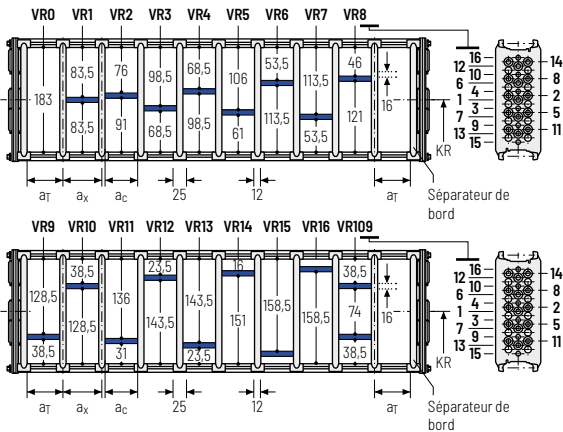 VR0 VR1 VR2 VR3 VR4 VR5 VR6 VR7 VR8
183 83,5 76 98,5 68,5 106 53,5 113,5 46
83,5 91 68,5 98,5 61 113,5 53,5 121
16
KR
16 12 10 6 4 1 3 7 9 13 15
14 8 2 5 11
aT aX aC 25 12 aT
Séparateur de
bord
VR9 VR10 VR11 VR12 VR13 VR14 VR15 VR16 VR109
128,5 38,5 136 23,5 143,5 16 158,5 158,5 38,5
38,5 128,5 31 143,5 23,5 151 74
38,5
16
KR
16 12 10 6 4 1 3 7 9 13 15
14 8 2 5 11
aT aX aC 25 12 aT
Séparateur de
bord